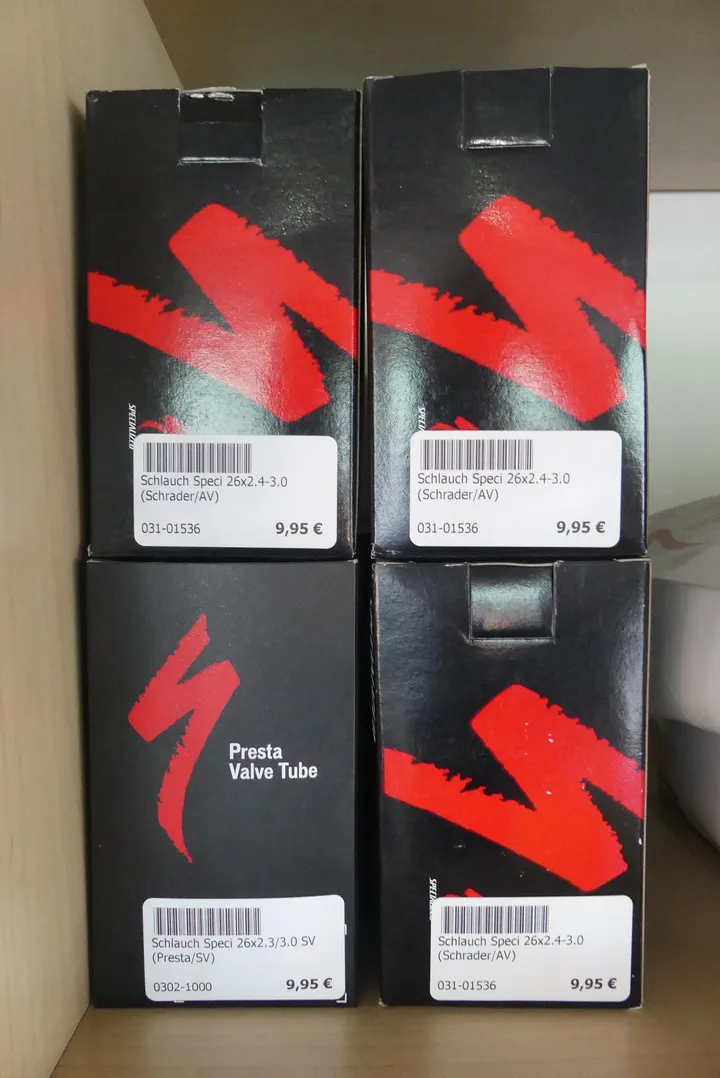 SPECIALIZED
Schlauch Speci 26x2.4-3.0
(Schrader/AV)
031-01536 9,95 €
SPECIALIZED
Schlauch Speci 26x2.4-3.0
(Schrader/AV)
031-01536 9,95 €
Presta
Valve Tube
Schlauch Speci 26x2.3/3.0 SV
(Presta/SV)
0302-1000 9,95 €
Schlauch Speci 26x2.4-3.0
(Schrader/AV)
031-01536 9,95 €